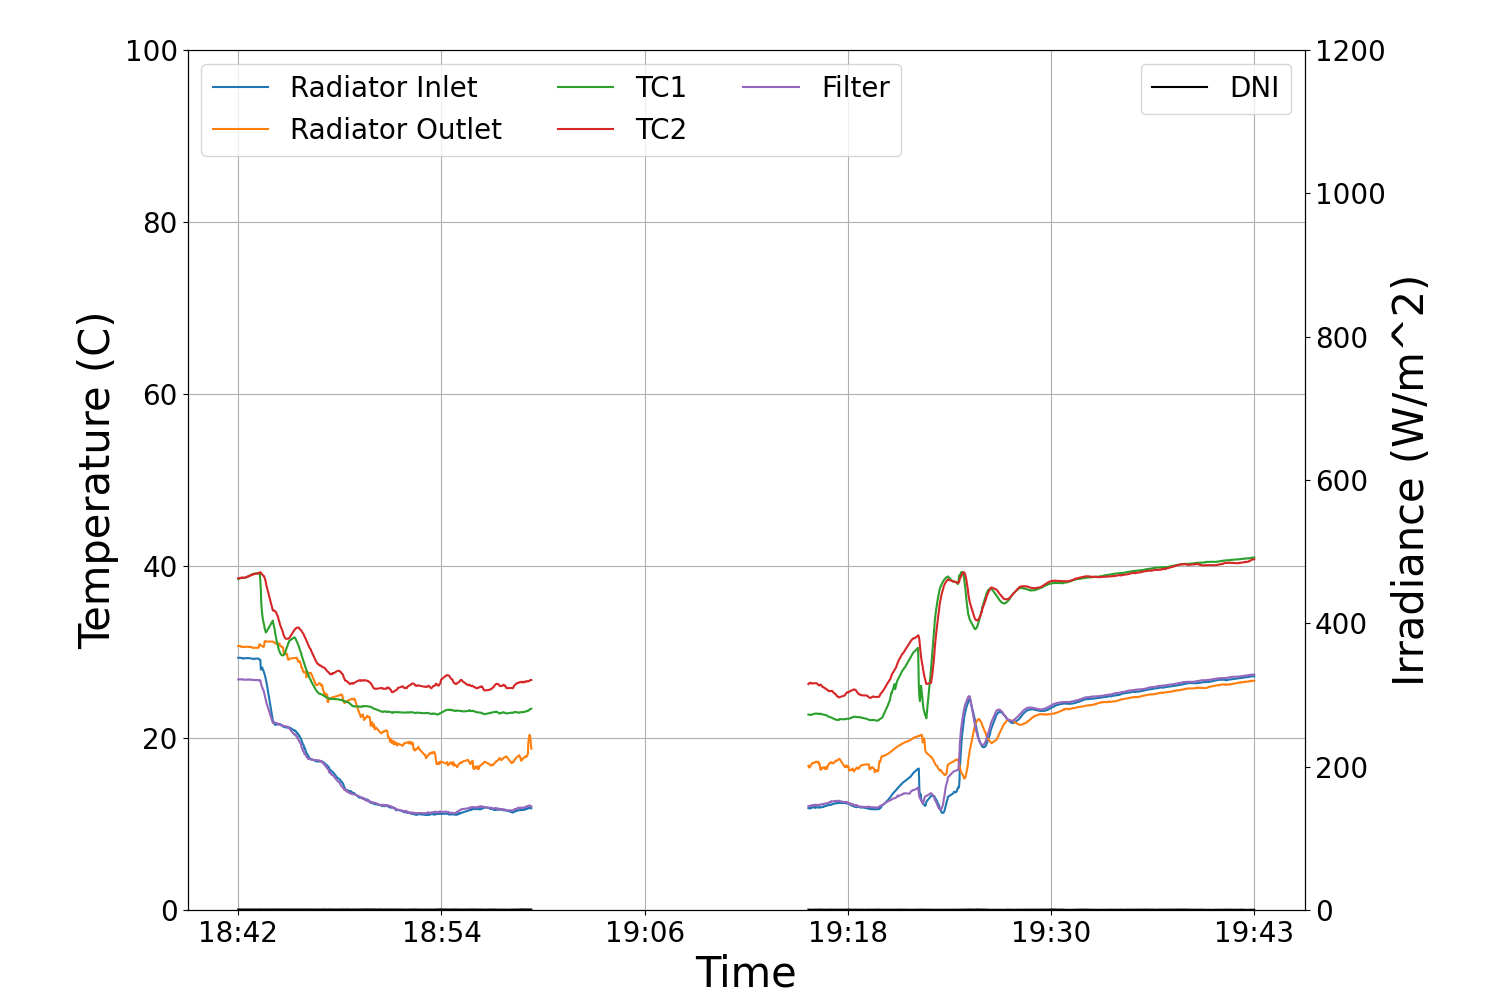 100
80
60
40
20
0
Temperature (C)
Radiator Inlet
Radiator Outlet
TC1
TC2
Filter
DNI
1200
1000
800
600
400
200
0
Irradiance (W/m^2)
18:42 18:54 19:06 19:18 19:30 19:43
Time